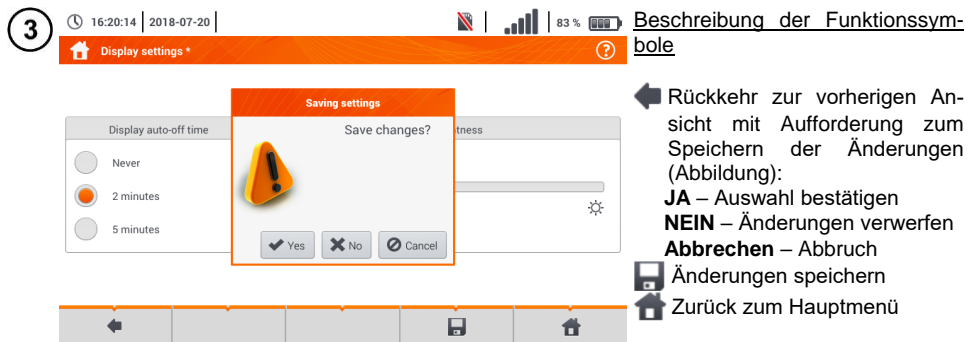 3
16:20:14 2018-07-20 83 %
Display settings * ?
Saving settings
Save changes?
Display auto-off time
tness
Never
2 minutes
5 minutes
Yes No Cancel
Beschreibung der Funktionssym-
bole
Rückkehr zur vorherigen An-
sicht mit Aufforderung zum
Speichern der Änderungen
(Abbildung):
JA – Auswahl bestätigen
NEIN – Änderungen verwerfen
Abbrechen – Abbruch
Änderungen speichern
Zurück zum Hauptmenü